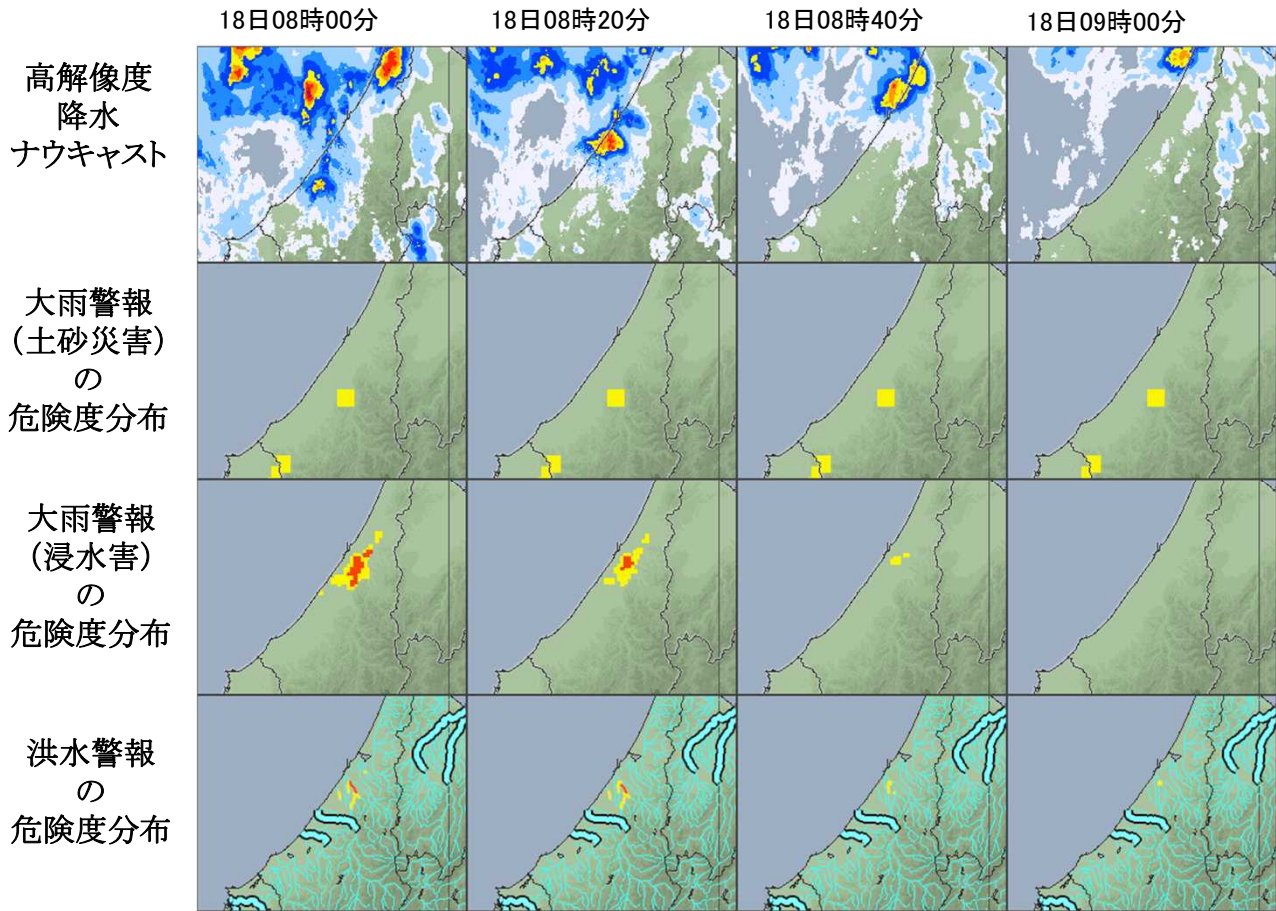 18日08時00分
18日08時20分
18日08時40分
18日09時00分
高解像度
降水
ナウキャスト
大雨警報
(土砂災害)
の
危険度分布
大雨警報
(浸水害)
の
危険度分布
洪水警報
の
危険度分布